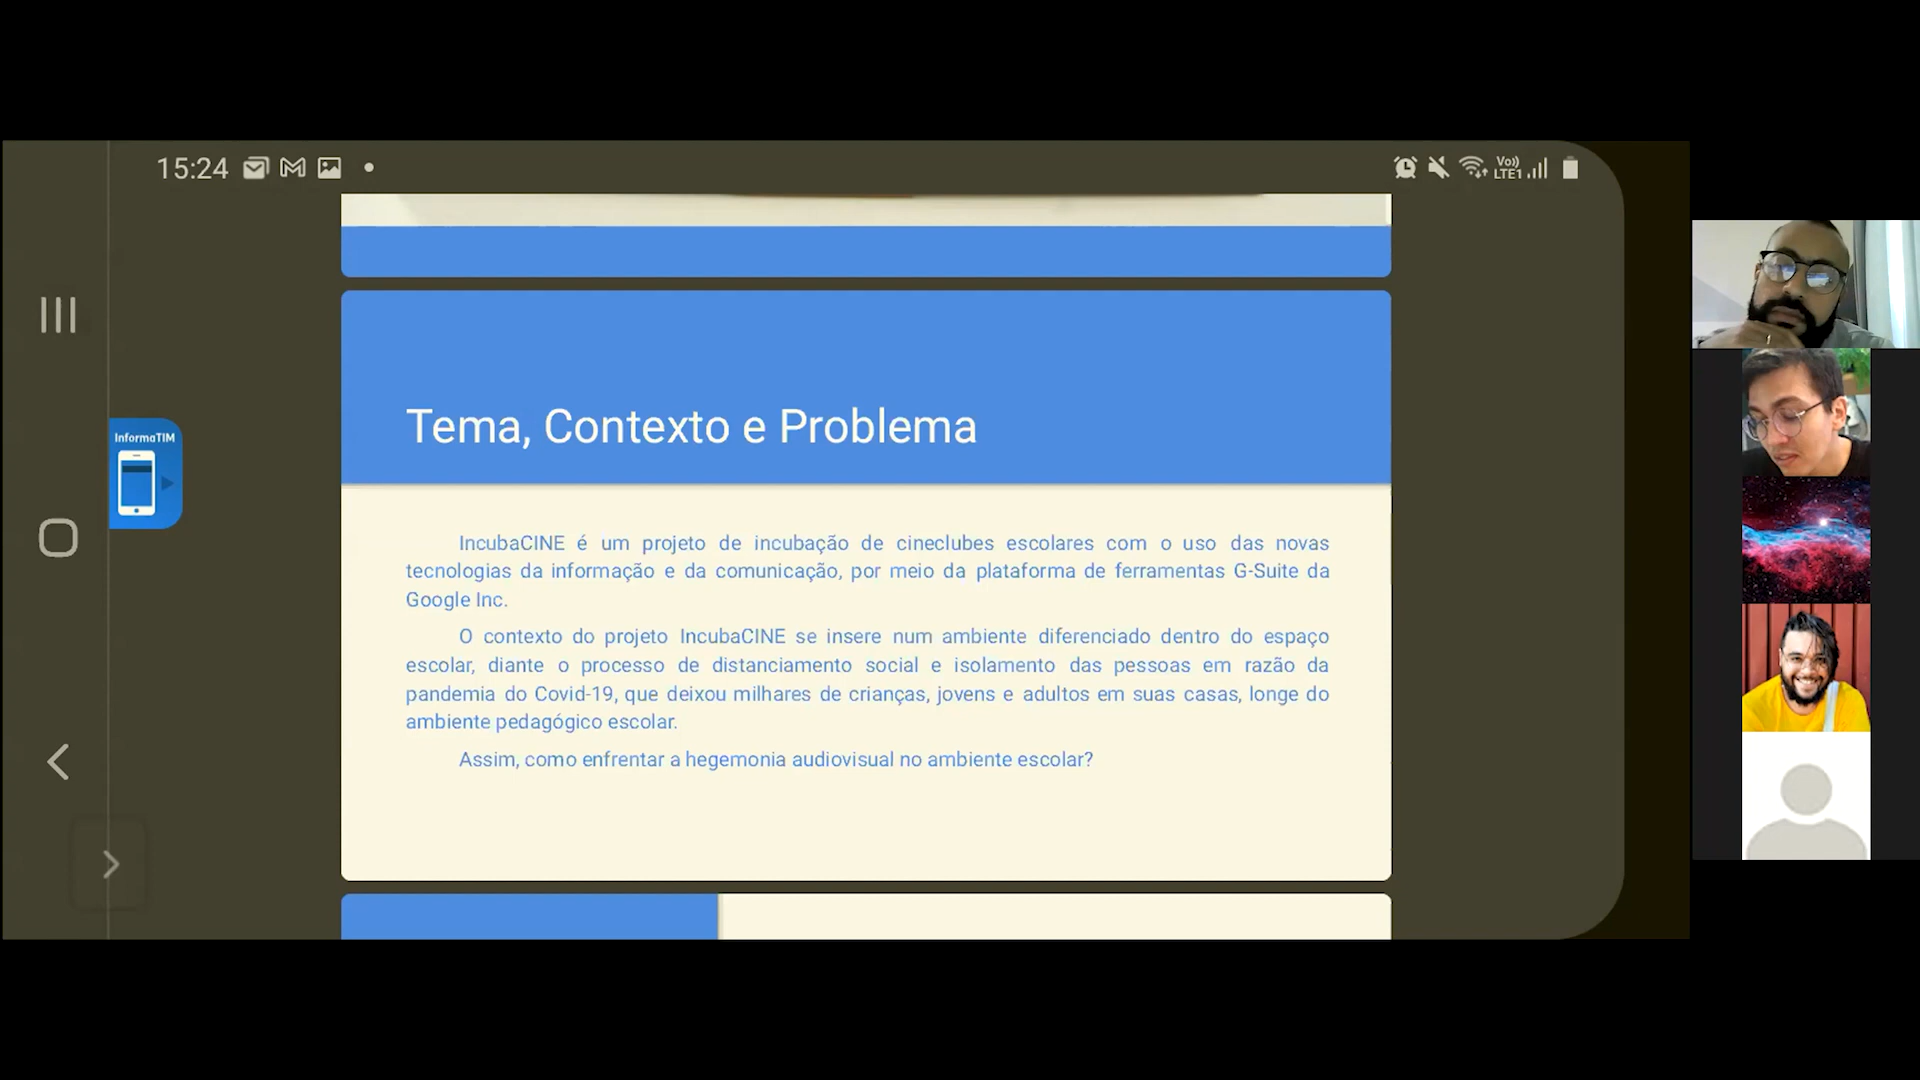 15:24
Vo))
LTE1
InformaTIM
Tema, Contexto e Problema
IncubaCINE é um projeto de incubação de cineclubes escolares com o uso das novas
tecnologias da informação e da comunicação, por meio da plataforma de ferramentas G-Suite da
Google Inc.
O contexto do projeto IncubaCINE se insere num ambiente diferenciado dentro do espaço
escolar, diante o processo de distanciamento social e isolamento das pessoas em razão da
pandemia do Covid-19, que deixou milhares de crianças, jovens e adultos em suas casas, longe do
ambiente pedagógico escolar.
Assim, como enfrentar a hegemonia audiovisual no ambiente escolar?